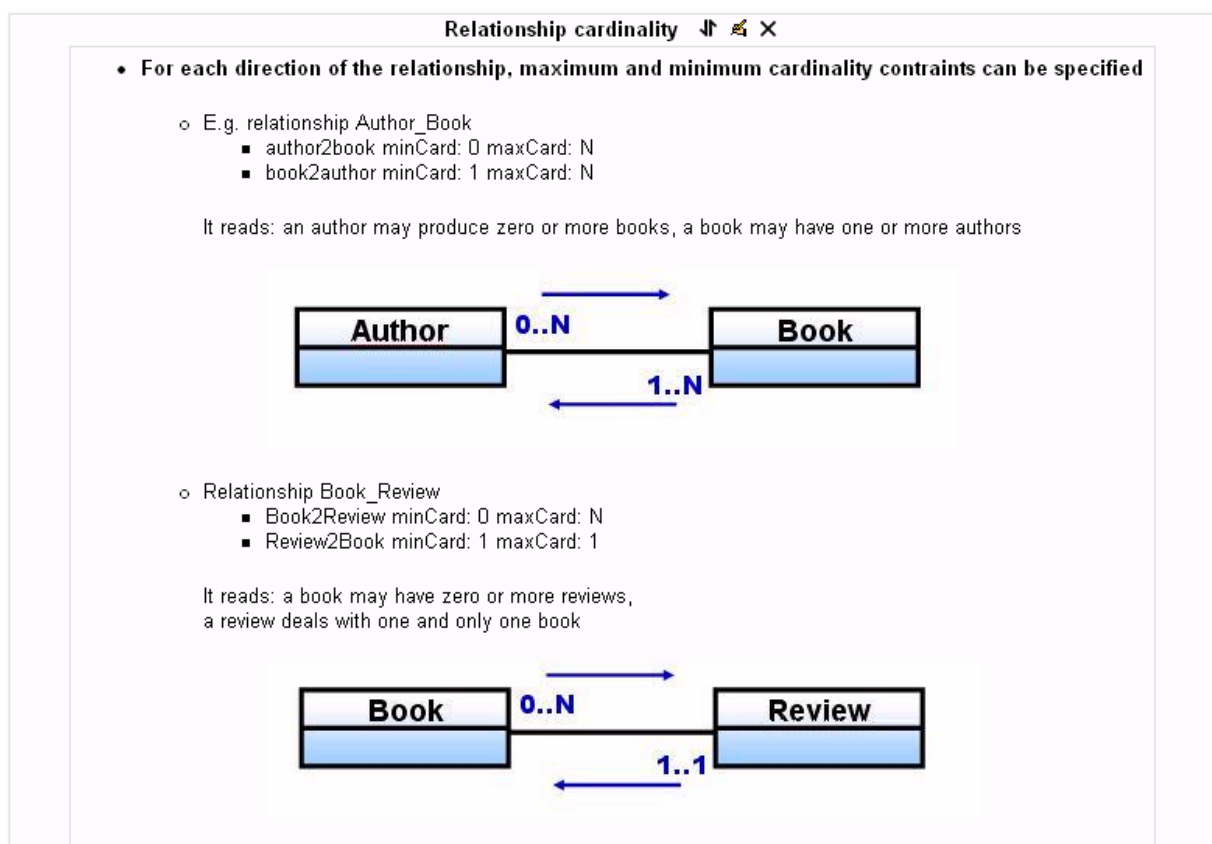 Relationship cardinality
For each direction of the relationship, maximum and minimum cardinality contraints can be specified
E.g. relationship Author_Book
author2book minCard: 0 maxCard: N
book2author minCard: 1 maxCard: N
It reads: an author may produce zero or more books, a book may have one or more authors
Author 0..N Book
1..N
Relationship Book_Review
Book2Review minCard: 0 maxCard: N
Review2Book minCard: 1 maxCard: 1
It reads: a book may have zero or more reviews,
a review deals with one and only one book
Book 0..N Review
1..1